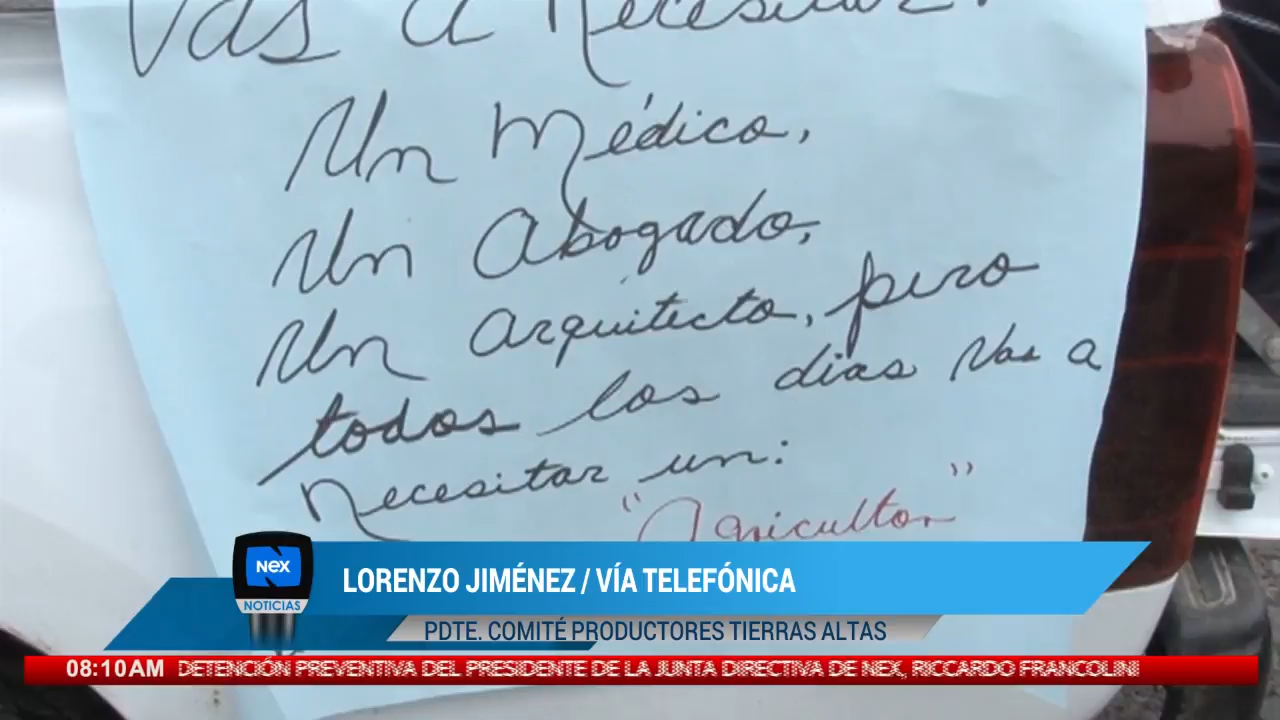 Vas a Necesitar:
Un Médico,
Un Abogado,
Un Arquitecto, pero
todos los dias Vas a
Necesitar un:
"Agricultor"
NEX
NOTICIAS
LORENZO JIMÉNEZ / VÍA TELEFÓNICA
PDTE. COMITÉ PRODUCTORES TIERRAS ALTAS
08:10AM DETENCIÓN PREVENTIVA DEL PRESIDENTE DE LA JUNTA DIRECTIVA DE NEX, RICCARDO FRANCOLINI